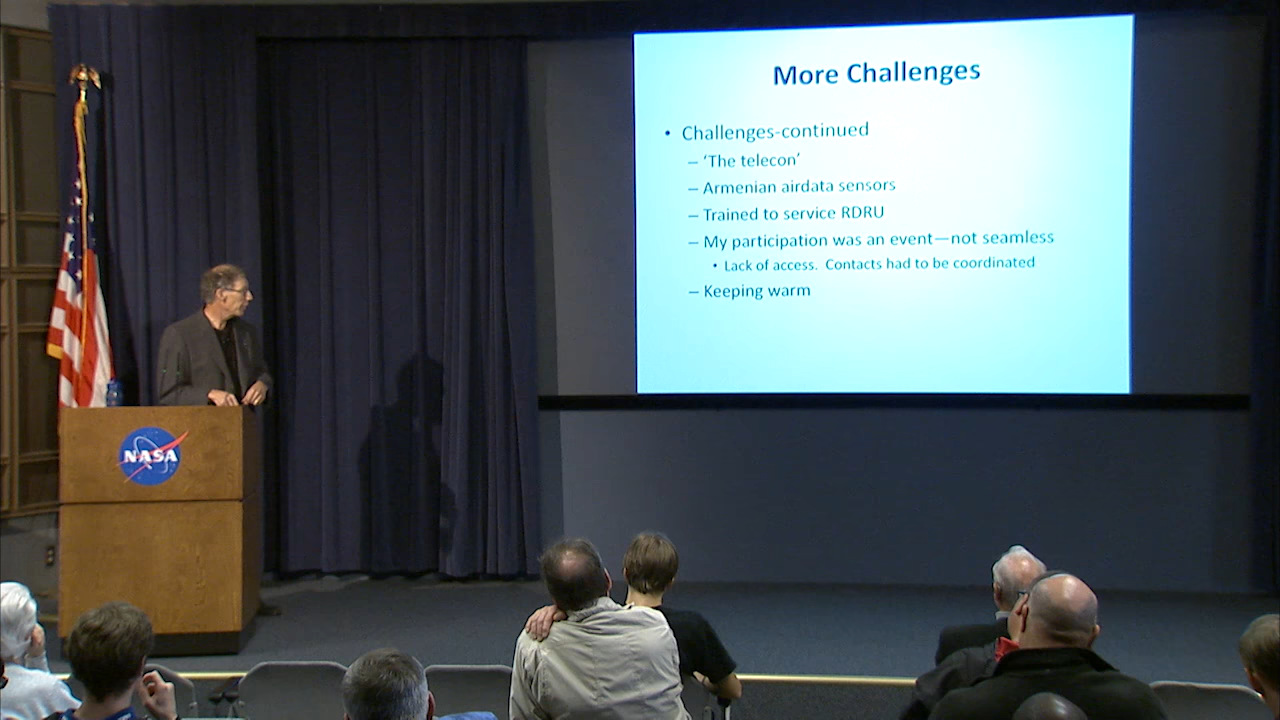 More Challenges
• Challenges-continued
– ‘The telecon’
– Armenian airdata sensors
– Trained to service RDRU
– My participation was an event—not seamless
• Lack of access. Contacts had to be coordinated
– Keeping warm
NASA